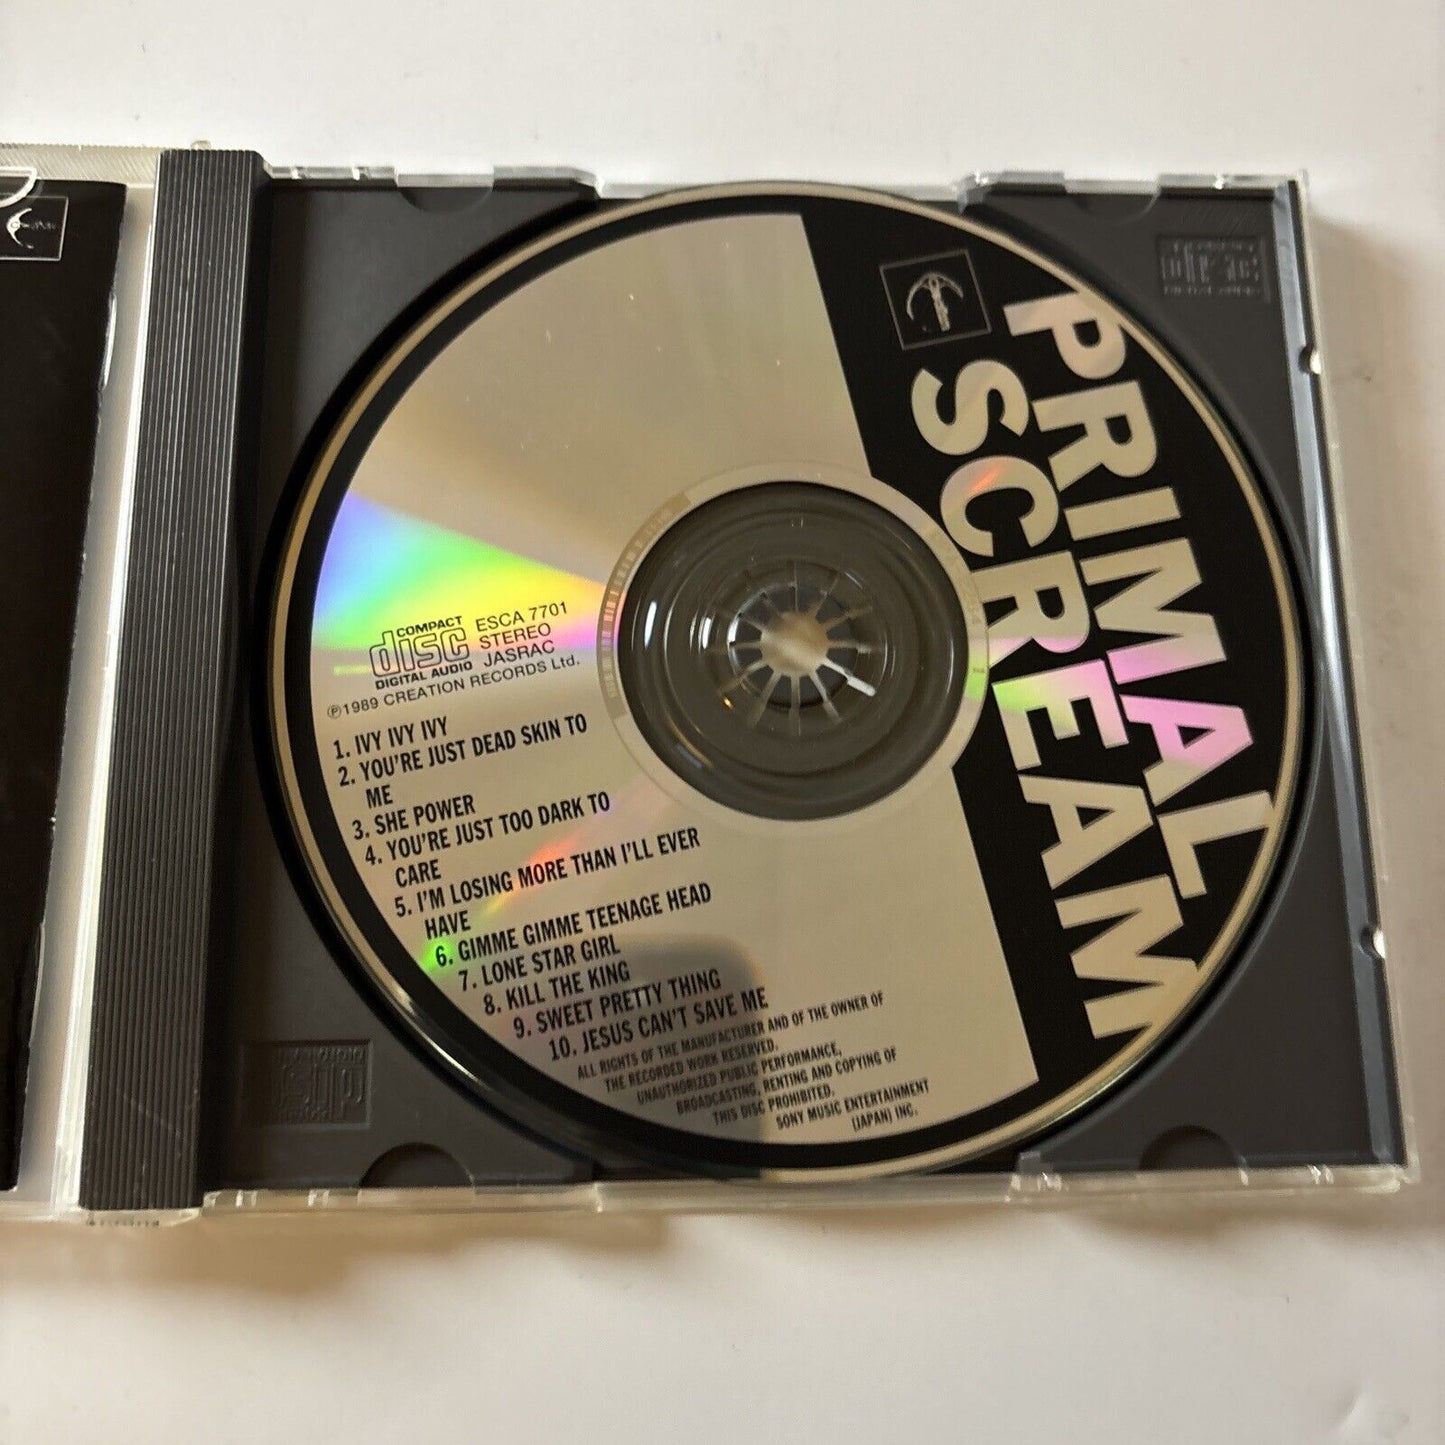 PRIMAL
SCREAM
COMPACT
disc
DIGITAL AUDIO
ESCA 7701
STEREO
JASRAC
℗1989 CREATION RECORDS Ltd.
1. IVY IVY IVY
2. YOU'RE JUST DEAD SKIN TO
ME
3. SHE POWER
4. YOU'RE JUST TOO DARK TO
CARE
5. I'M LOSING MORE THAN I'LL EVER
HAVE
6. GIMME GIMME TEENAGE HEAD
7. LONE STAR GIRL
8. KILL THE KING
9. SWEET PRETTY THING
10. JESUS CAN'T SAVE ME
ALL RIGHTS OF THE MANUFACTURER AND OF THE OWNER OF
THE RECORDED WORK RESERVED.
UNAUTHORIZED PUBLIC PERFORMANCE,
BROADCASTING, RENTING AND COPYING OF
THIS DISC PROHIBITED.
SONY MUSIC ENTERTAINMENT
(JAPAN) INC.